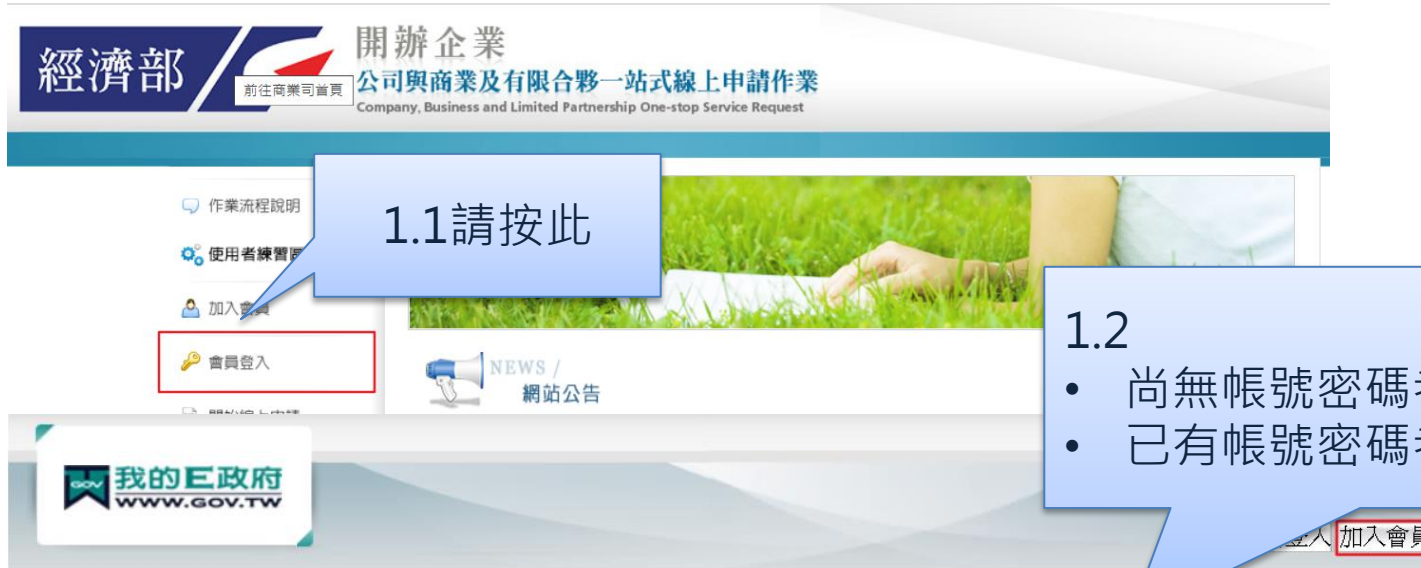 經濟部
開辦企業
公司與商業及有限合夥一站式線上申請作業
Company, Business and Limited Partnership One-stop Service Request
前往商業司首頁
作業流程說明
使用者練習區
加入會員
會員登入
1.1請按此
NEWS /
網站公告
1.2
• 尚無帳號密碼
• 已有帳號密碼
gov 我的E政府
WWW.GOV.TW
登入 加入會員